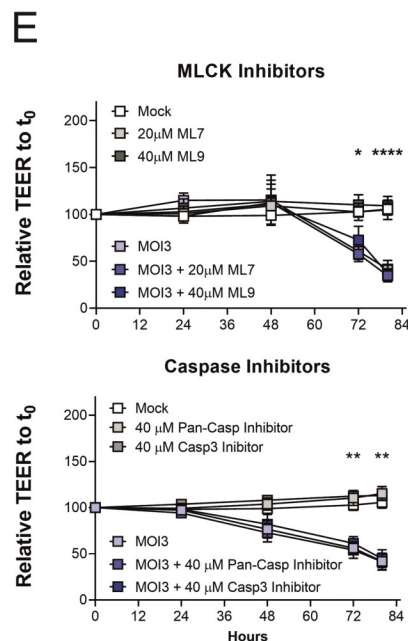 E
MLCK Inhibitors
Relative TEER to t0
200
150
100
50
0
Mock
20μM ML7
40μM ML9
* ****
MOI3
MOI3 + 20μM ML7
MOI3 + 40μM ML9
0 12 24 36 48 60 72 84
Caspase Inhibitors
Relative TEER to t0
200
150
100
50
0
Mock
40 μM Pan-Casp Inhibitor
40 μM Casp3 Inibitor
** **
MOI3
MOI3 + 40 μM Pan-Casp Inhibitor
MOI3 + 40 μM Casp3 Inhibitor
0 12 24 36 48 60 72 84
Hours